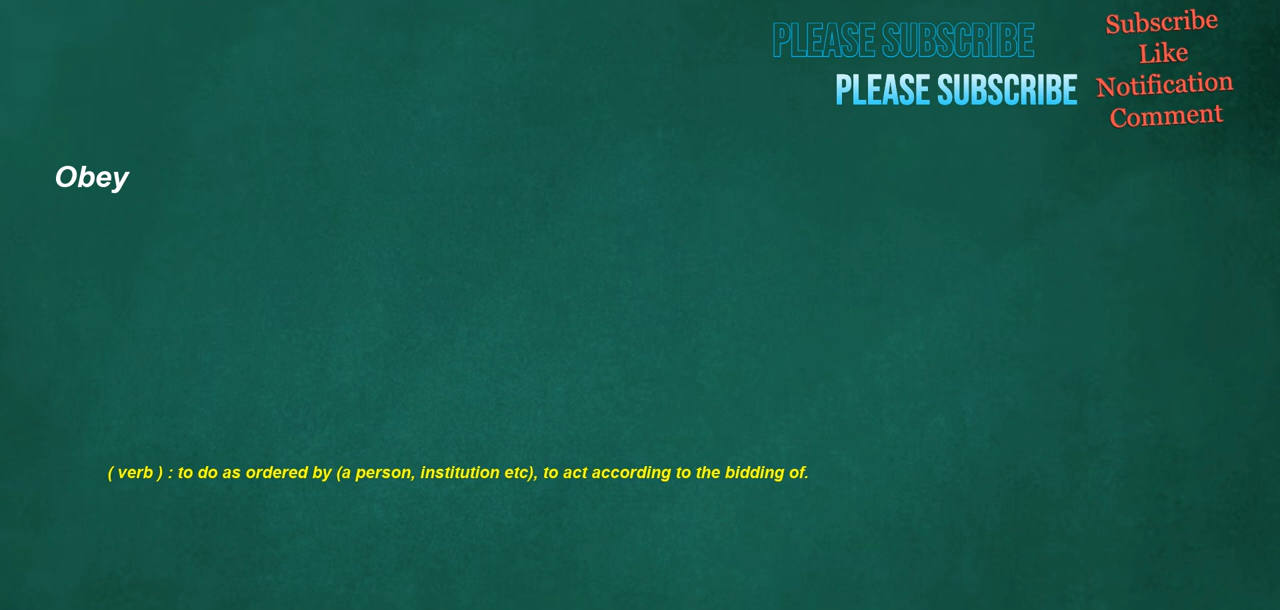 PLEASE SUBSCRIBE
PLEASE SUBSCRIBE
Subscribe
Like
Notification
Comment
Obey
( verb ) : to do as ordered by (a person, institution etc), to act according to the bidding of.